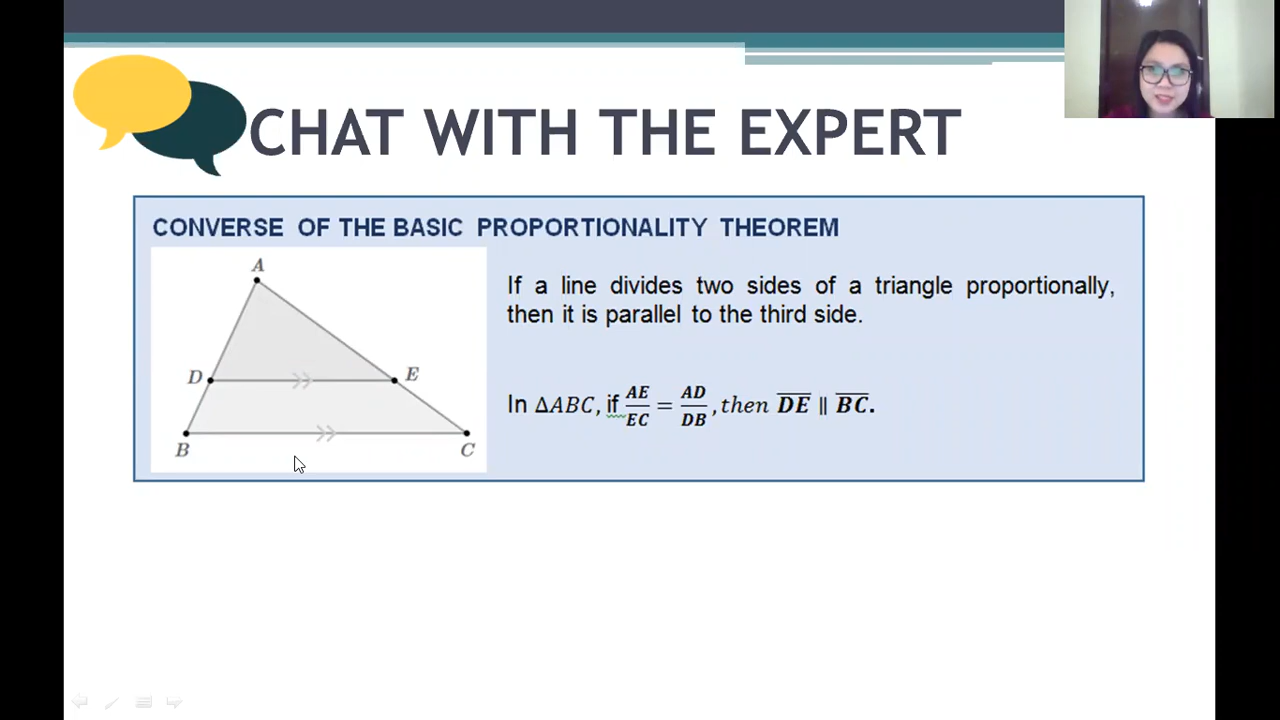 CHAT WITH THE EXPERT
CONVERSE OF THE BASIC PROPORTIONALITY THEOREM
A
D
E
B
C
If a line divides two sides of a triangle proportionally,
then it is parallel to the third side.
In ΔABC, if AE/EC = AD/DB, then DE ∥ BC.